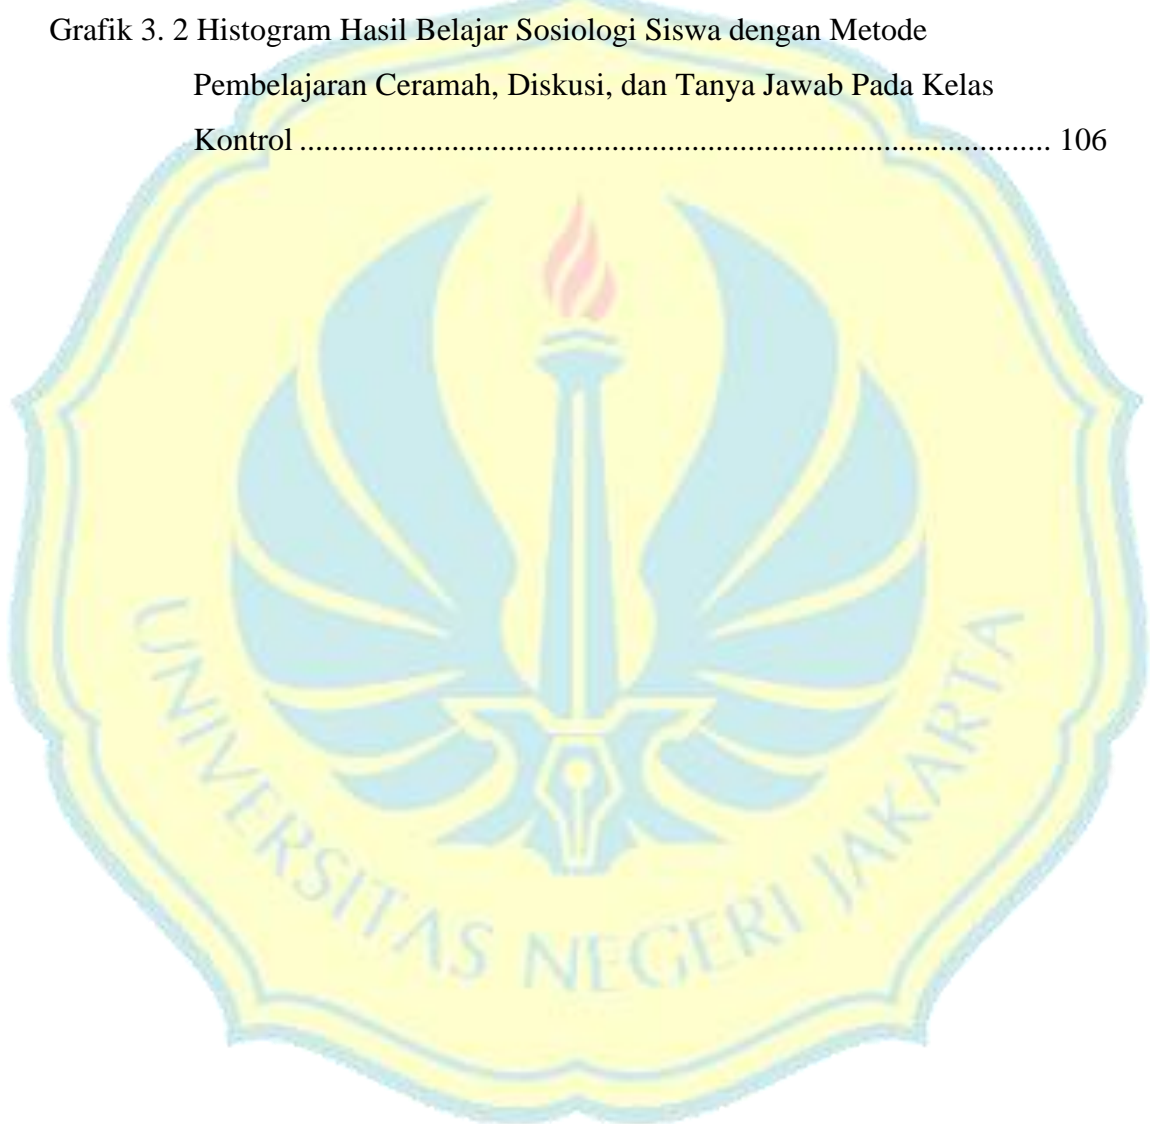 Grafik 3. 2 Histogram Hasil Belajar Sosiologi Siswa dengan Metode
Pembelajaran Ceramah, Diskusi, dan Tanya Jawab Pada Kelas
Kontrol .............................................................................................. 106
UNIVERSITAS NEGERI JAKARTA